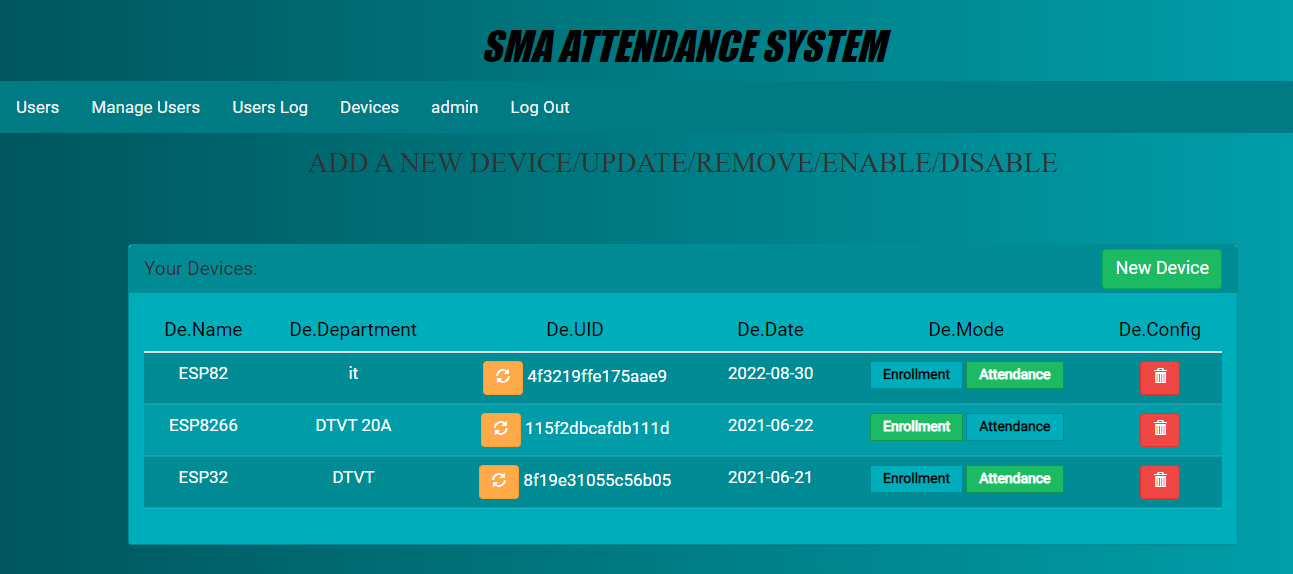 SMA ATTENDANCE SYSTEM
Users Manage Users Users Log Devices admin Log Out
ADD A NEW DEVICE/UPDATE/REMOVE/ENABLE/DISABLE
Your Devices: New Device
De.Name De.Department De.UID De.Date De.Mode De.Config
ESP82 it 4f3219ffe175aae9 2022-08-30 Enrollment Attendance
ESP8266 DTVT 20A 115f2dbcafdb111d 2021-06-22 Enrollment Attendance
ESP32 DTVT 8f19e31055c56b05 2021-06-21 Enrollment Attendance